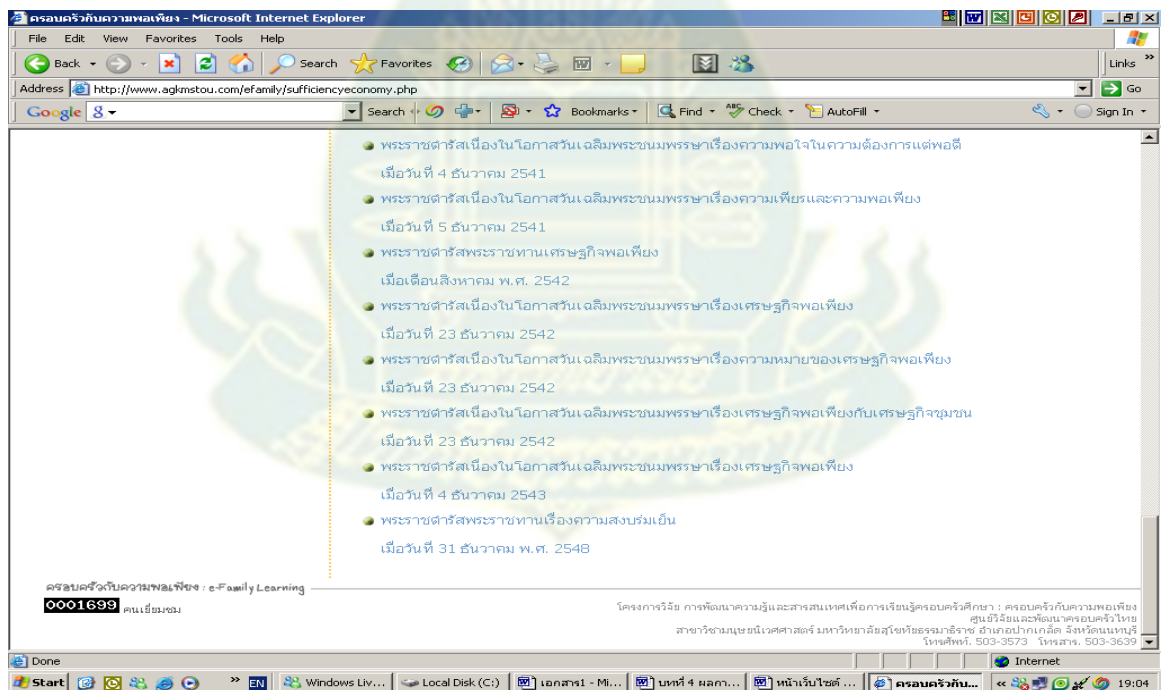 ครอบครัวกับความพอเพียง - Microsoft Internet Explorer
File Edit View Favorites Tools Help
Back Search Favorites Links
Address http://www.agkmstou.com/efamily/sufficiencyeconomy.php Go
Google Search Bookmarks Find Check AutoFill Sign In
พระราชดำรัสเนื่องในโอกาสวันเฉลิมพระชนมพรรษาเรื่องความพอใจในความต้องการแต่พอดี
เมื่อวันที่ 4 ธันวาคม 2541
พระราชดำรัสเนื่องในโอกาสวันเฉลิมพระชนมพรรษาเรื่องความเพียรและความพอเพียง
เมื่อวันที่ 5 ธันวาคม 2541
พระราชดำรัสพระราชทานเศรษฐกิจพอเพียง
เมื่อเดือนสิงหาคม พ.ศ. 2542
พระราชดำรัสเนื่องในโอกาสวันเฉลิมพระชนมพรรษาเรื่องเศรษฐกิจพอเพียง
เมื่อวันที่ 23 ธันวาคม 2542
พระราชดำรัสเนื่องในโอกาสวันเฉลิมพระชนมพรรษาเรื่องความหมายของเศรษฐกิจพอเพียง
เมื่อวันที่ 23 ธันวาคม 2542
พระราชดำรัสเนื่องในโอกาสวันเฉลิมพระชนมพรรษาเรื่องเศรษฐกิจพอเพียงกับเศรษฐกิจชุมชน
เมื่อวันที่ 23 ธันวาคม 2542
พระราชดำรัสเนื่องในโอกาสวันเฉลิมพระชนมพรรษาเรื่องเศรษฐกิจพอเพียง
เมื่อวันที่ 4 ธันวาคม 2543
พระราชดำรัสพระราชทานเรื่องความสงบร่มเย็น
เมื่อวันที่ 31 ธันวาคม พ.ศ. 2548
ครอบครัวกับความพอเพียง : e-Family Learning
0001699 คนเยี่ยมชม
โครงการวิจัย การพัฒนาความรู้และสารสนเทศเพื่อการเรียนรู้ครอบครัวศึกษา : ครอบครัวกับความพอเพียง
ศูนย์วิจัยและพัฒนาครอบครัวไทย
สาขาวิชามนุษยนิเวศศาสตร์ มหาวิทยาลัยสุโขทัยธรรมาธิราช อำเภอปากเกล็ด จังหวัดนนทบุรี
โทรศัพท์. 503-3573 โทรสาร. 503-3639
Done Internet
Start EN Windows Liv... Local Disk (C:) เอกสาร1 - Mi... บทที่ 4 ผลกา... หน้าเว็บไซต์ ... ครอบครัวกับ... 19:04